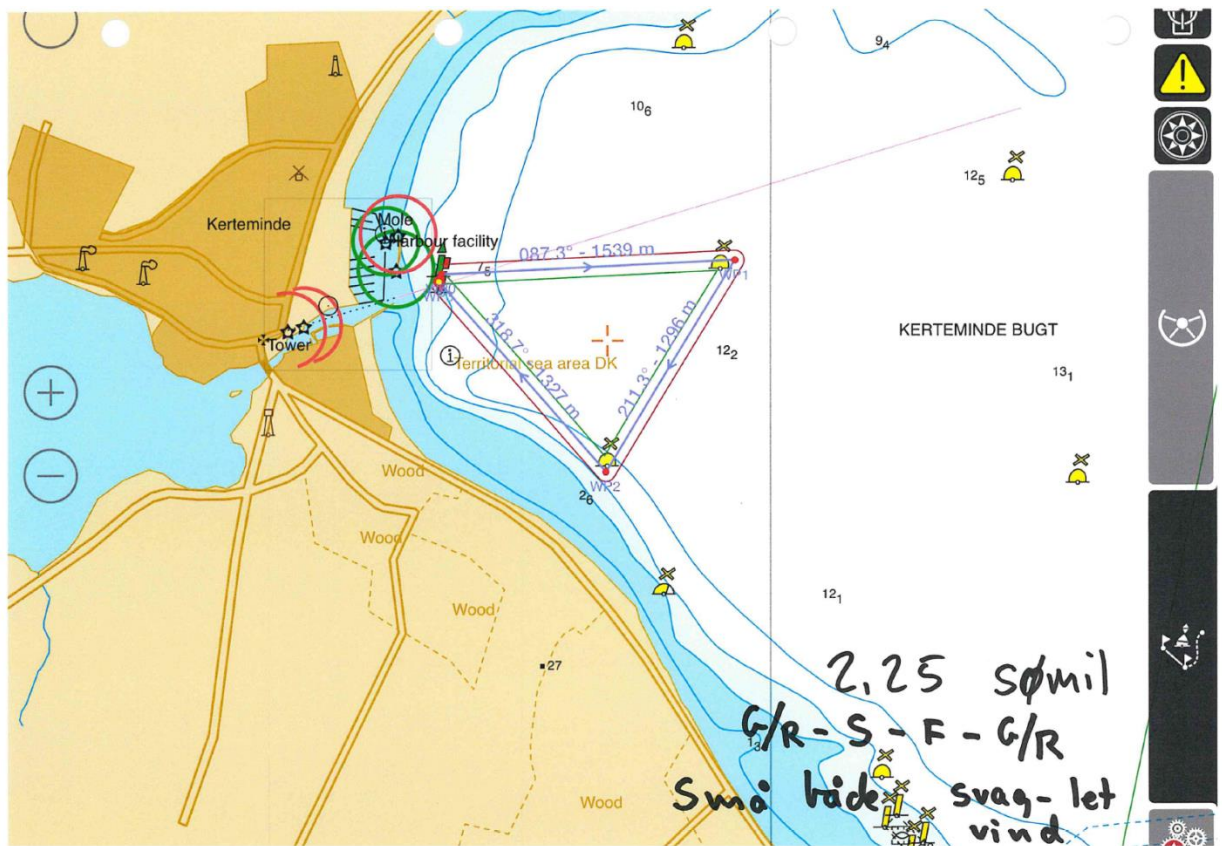 9₄
10₆
12₅
Kerteminde
Mole
Harbour facility
7₅
087.3° - 1539 m
WP1
KERTEMINDE BUGT
Tower
Territorial sea area DK
12₂
13₁
318.7° 1327 m
211.3° - 1296 m
WP2
2₆
Wood
Wood
Wood
12₁
27
Wood
2,25 sømil
G/R - S - F - G/R
1₃
Små både svag-let
vind